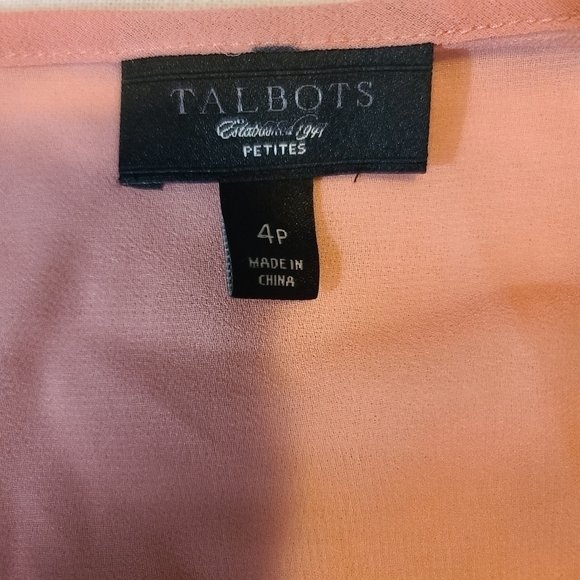 TALBOTS
Established 1947
PETITES
4P
MADE IN
CHINA